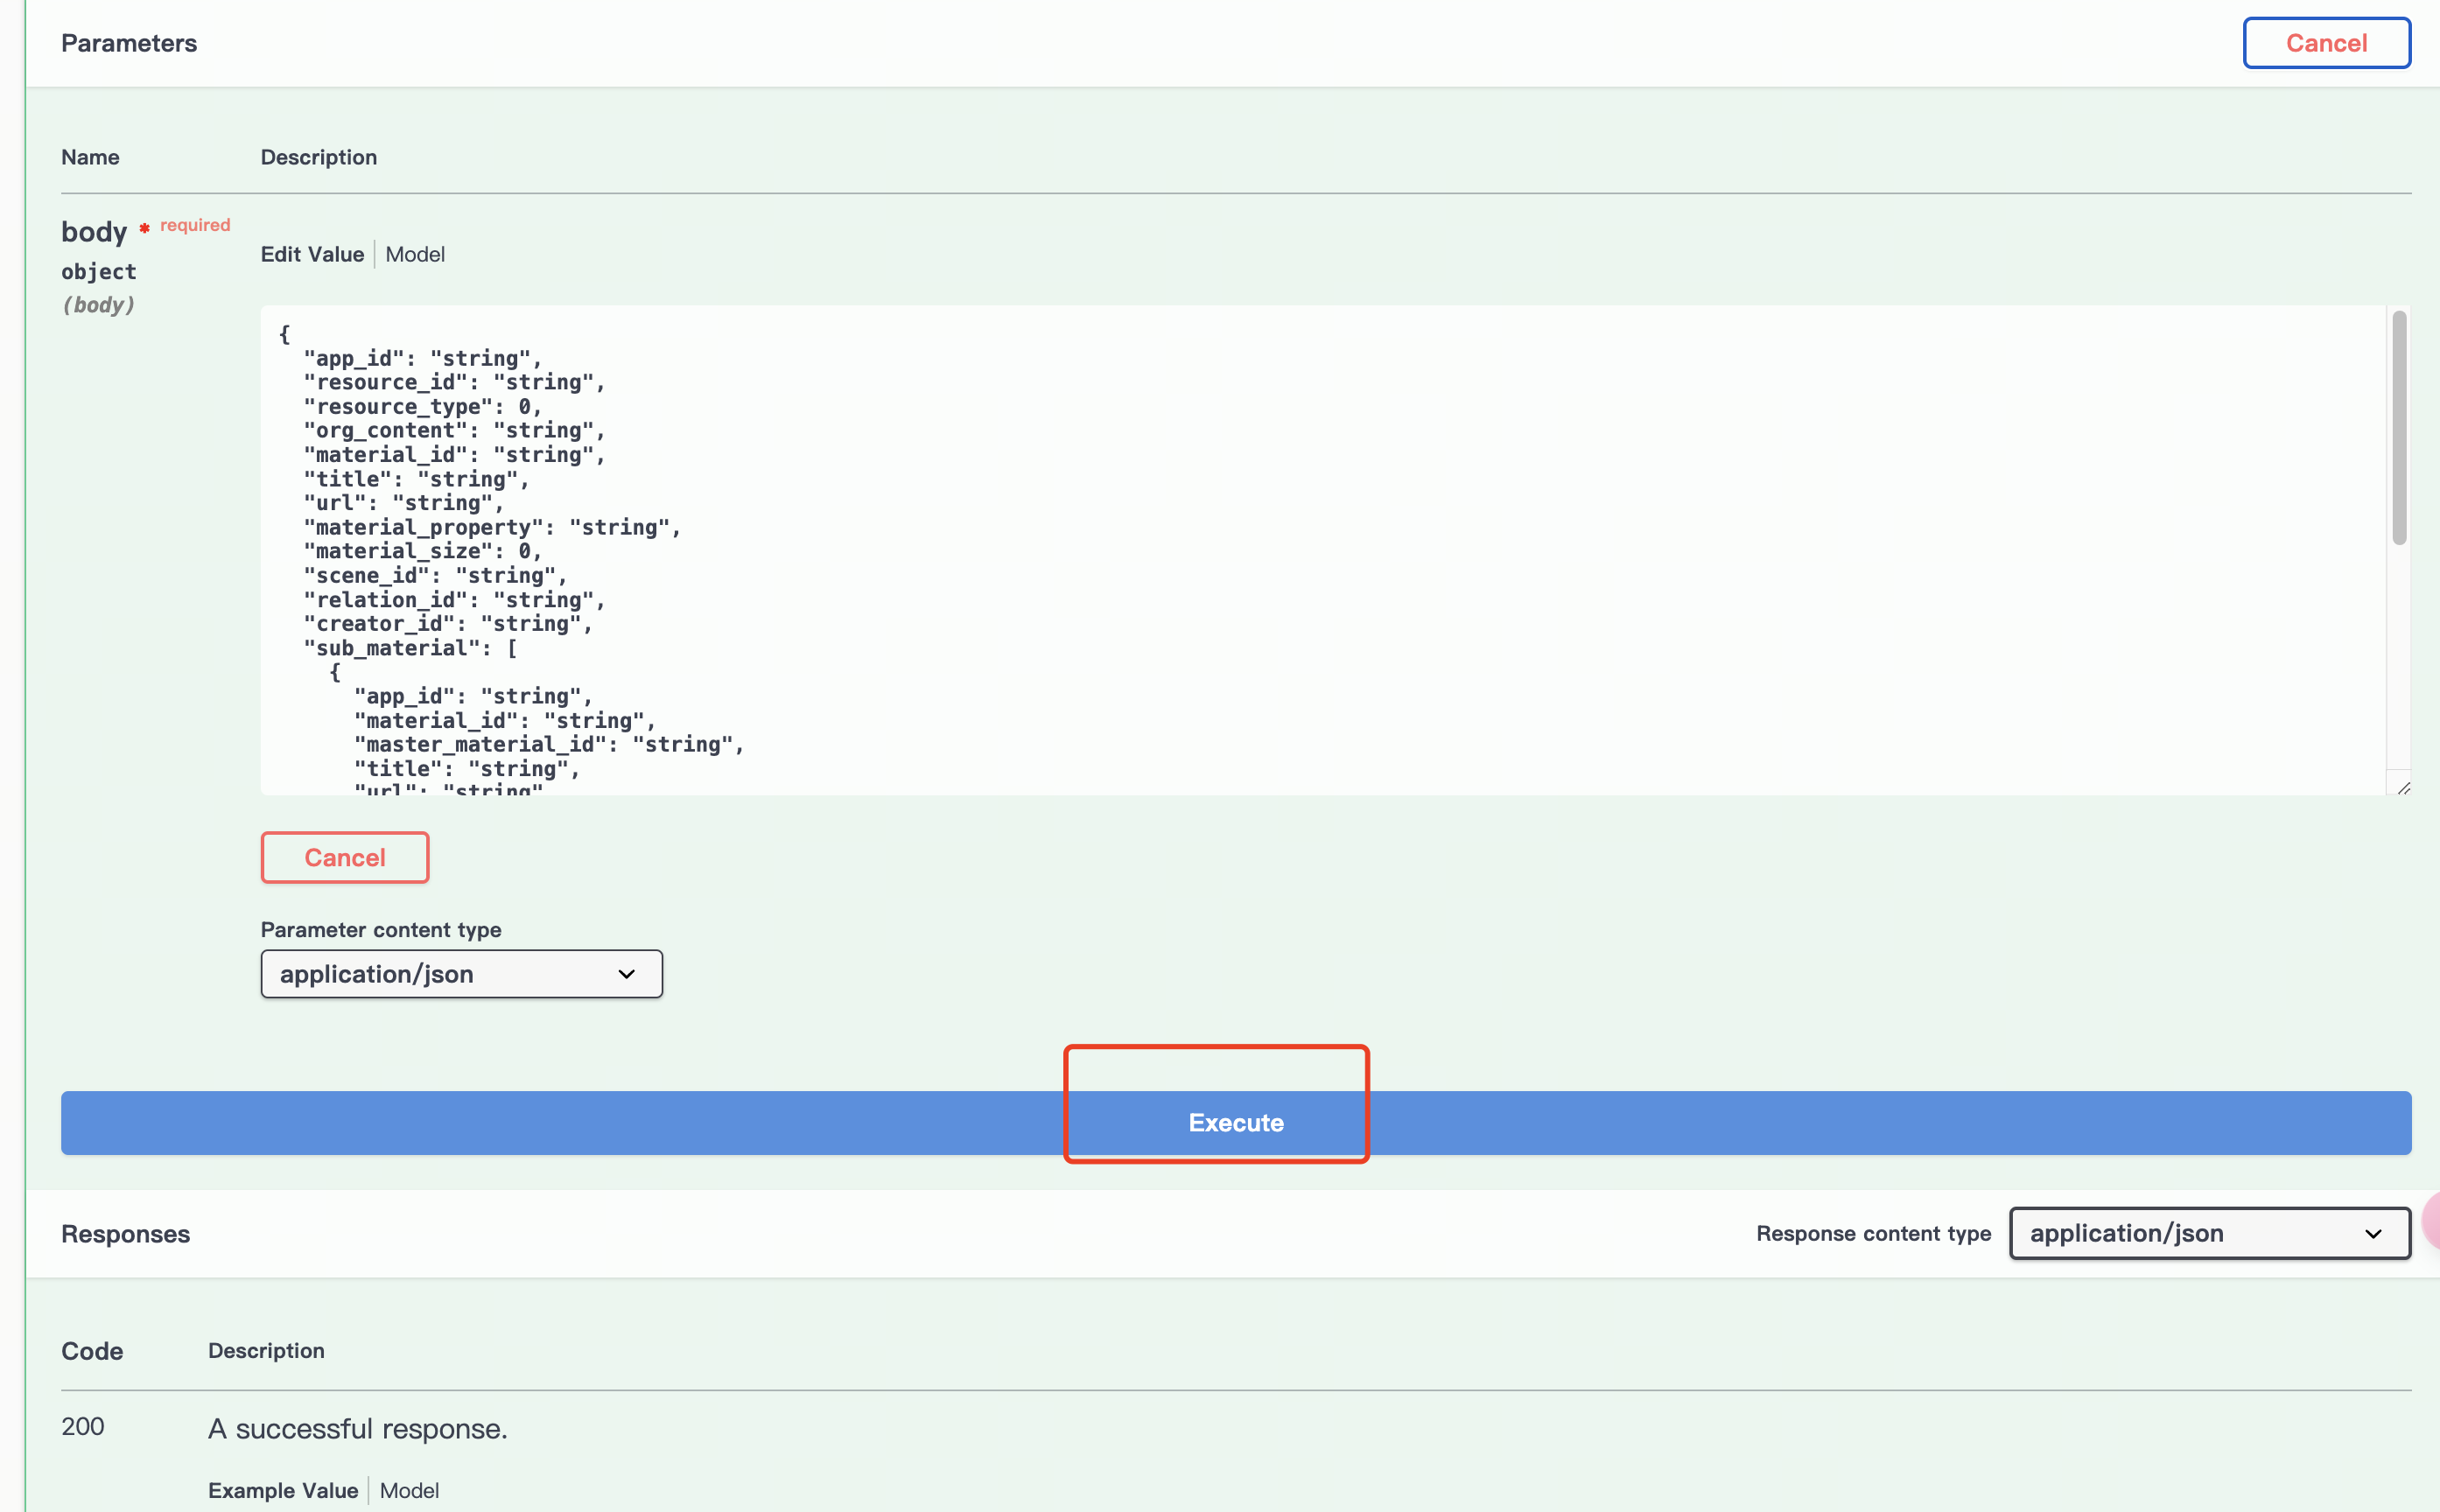 Parameters
Cancel
Name
Description
body * required
object
(body)
Edit Value
Model
{
"app_id": "string",
"resource_id": "string",
"resource_type": 0,
"org_content": "string",
"material_id": "string",
"title": "string",
"url": "string",
"material_property": "string",
"material_size": 0,
"scene_id": "string",
"relation_id": "string",
"creator_id": "string",
"sub_material": [
{
"app_id": "string",
"material_id": "string",
"master_material_id": "string",
"title": "string",
"url": "string"
Cancel
Parameter content type
application/json
Execute
Responses
Response content type
application/json
Code
Description
200
A successful response.
Example Value
Model